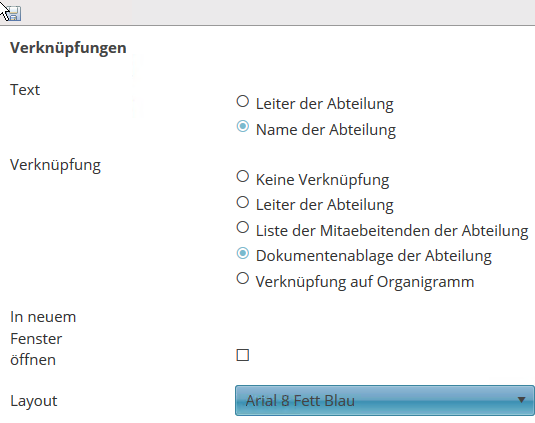 Verknüpfungen
Text
Leiter der Abteilung
Name der Abteilung
Verknüpfung
Keine Verknüpfung
Leiter der Abteilung
Liste der Mitaebeitenden der Abteilung
Dokumentenablage der Abteilung
Verknüpfung auf Organigramm
In neuem
Fenster
öffnen
Layout
Arial 8 Fett Blau